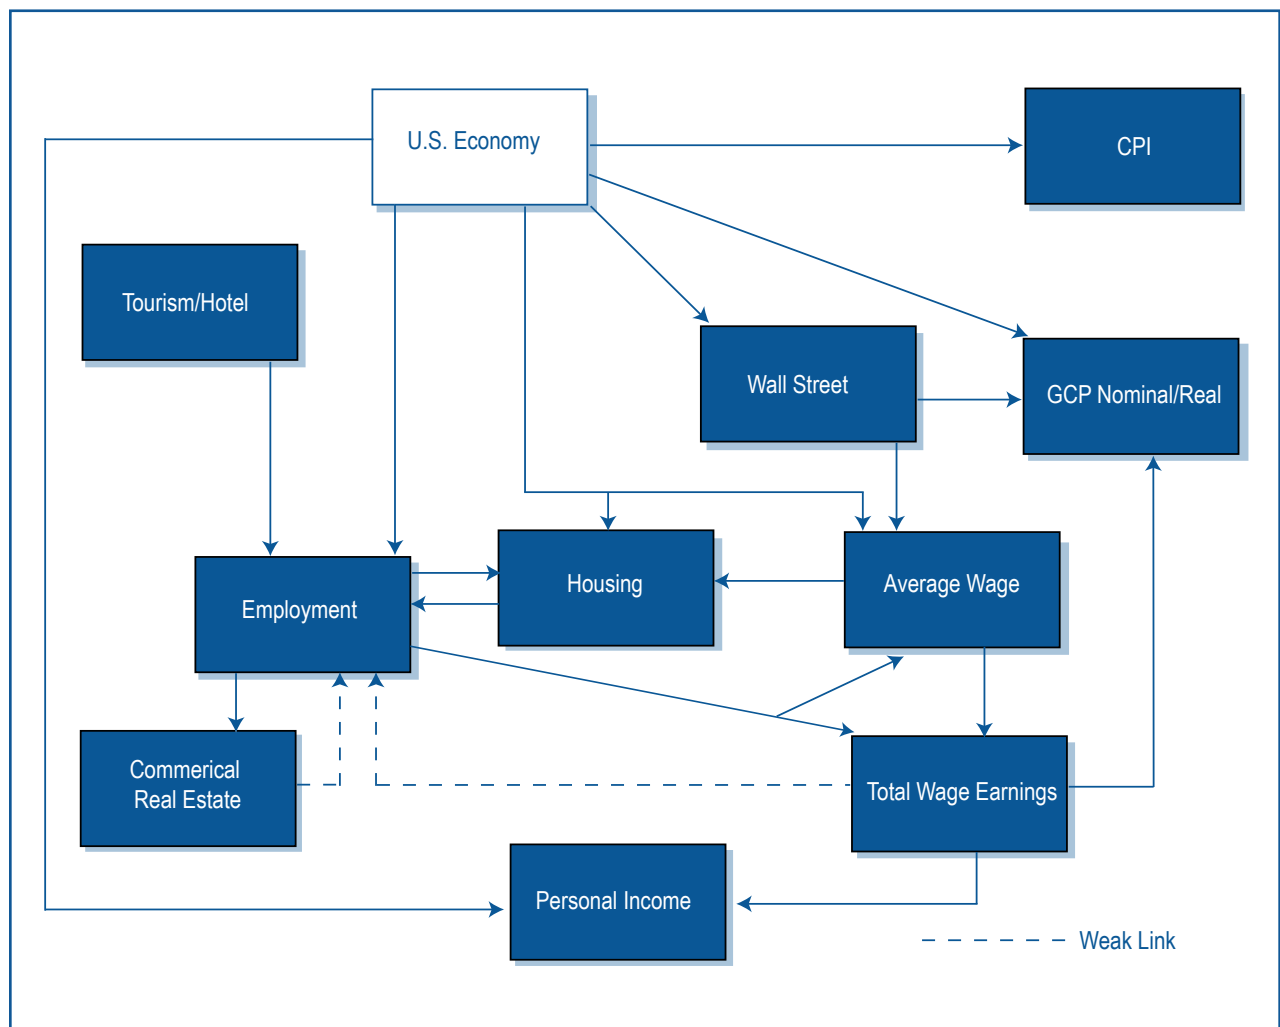 U.S. Economy
CPI
Tourism/Hotel
Wall Street
GCP Nominal/Real
Housing
Average Wage
Employment
Commerical
Real Estate
Total Wage Earnings
Personal Income
Weak Link